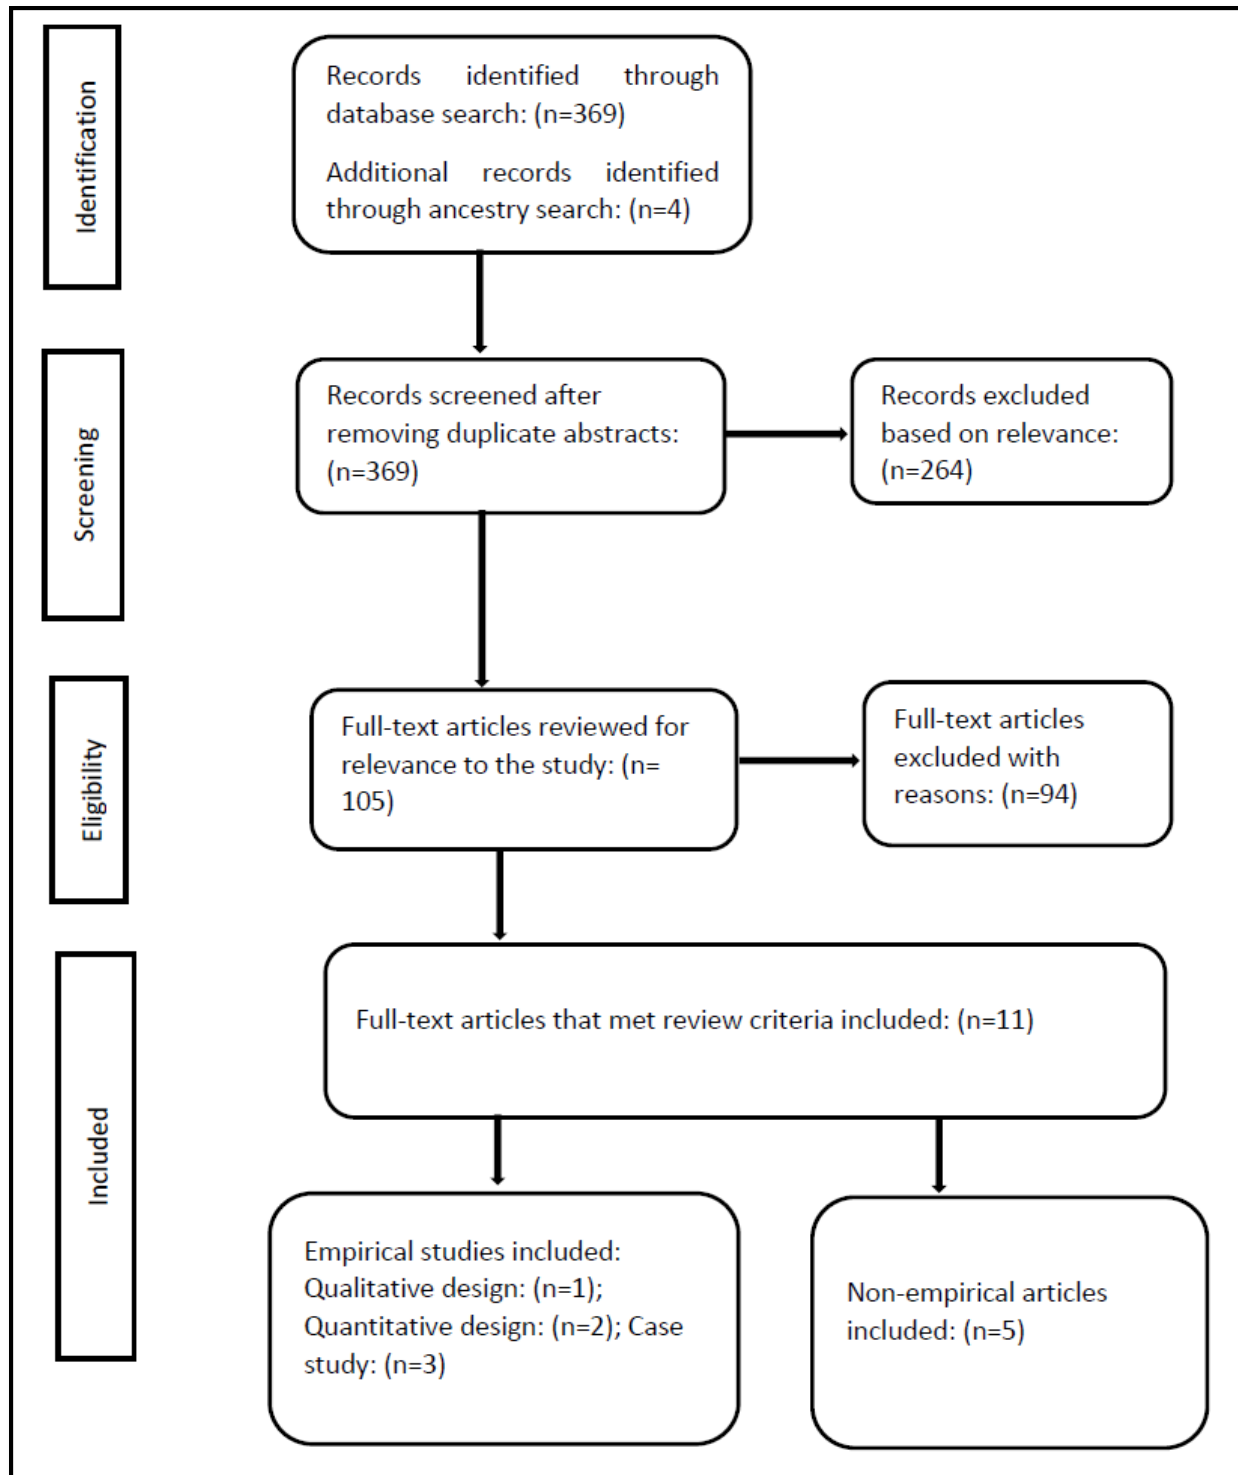 Identification
Records identified through
database search: (n=369)
Additional records identified
through ancestry search: (n=4)
Screening
Records screened after
removing duplicate abstracts:
(n=369)
Records excluded
based on relevance:
(n=264)
Eligibility
Full-text articles reviewed for
relevance to the study: (n=
105)
Full-text articles
excluded with
reasons: (n=94)
Included
Full-text articles that met review criteria included: (n=11)
Empirical studies included:
Qualitative design: (n=1);
Quantitative design: (n=2); Case
study: (n=3)
Non-empirical articles
included: (n=5)